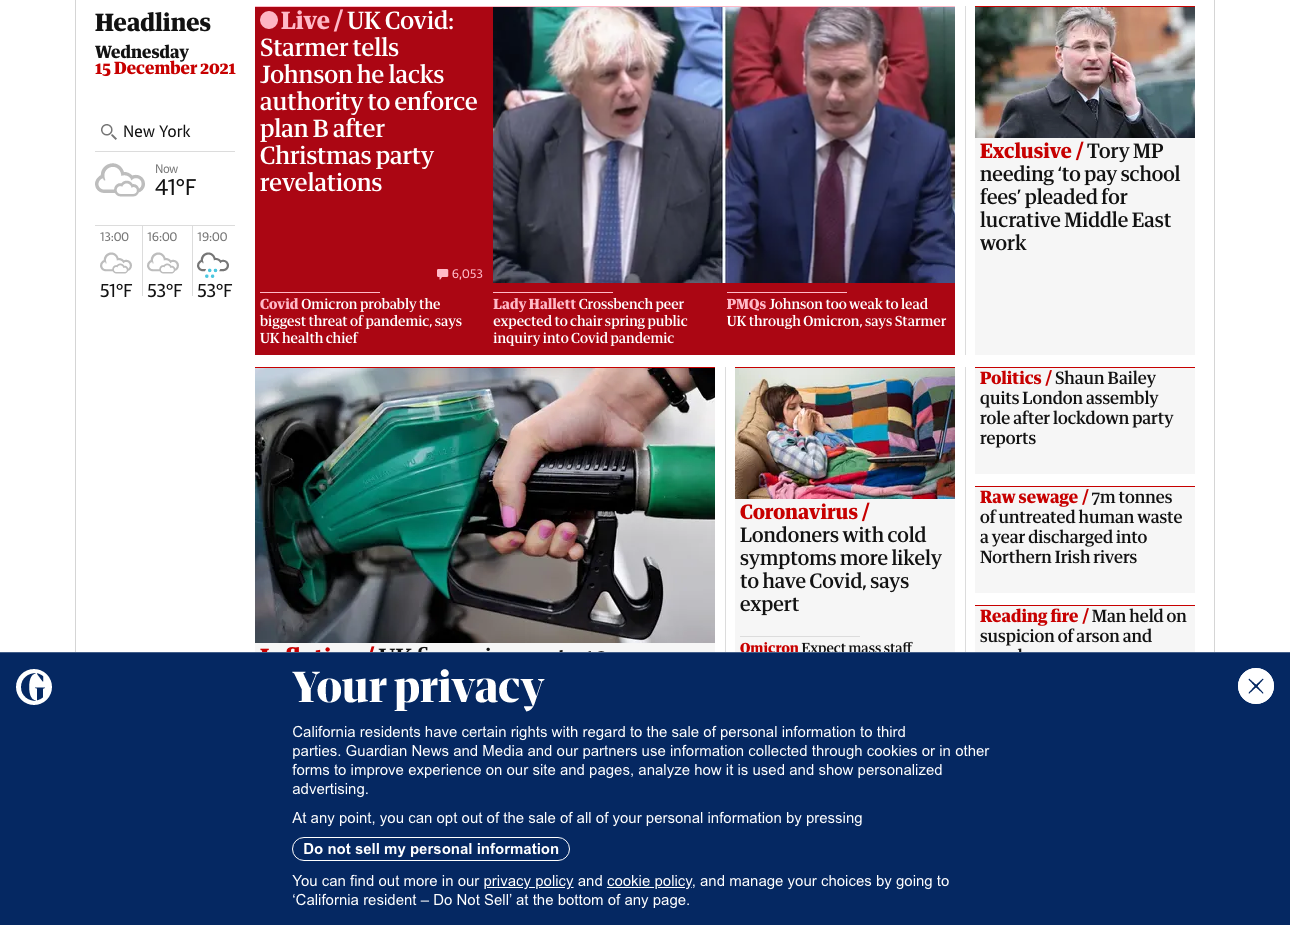 Headlines
Wednesday
15 December 2021
New York
Now
41°F
13:00
16:00
19:00
51°F
53°F
53°F
Live / UK Covid:
Starmer tells
Johnson he lacks
authority to enforce
plan B after
Christmas party
revelations
6,053
Covid Omicron probably the
biggest threat of pandemic, says
UK health chief
Lady Hallett Crossbench peer
expected to chair spring public
inquiry into Covid pandemic
PMQs Johnson too weak to lead
UK through Omicron, says Starmer
Exclusive / Tory MP
needing ‘to pay school
fees’ pleaded for
lucrative Middle East
work
Coronavirus /
Londoners with cold
symptoms more likely
to have Covid, says
expert
Omicron Expect mass staff
Politics / Shaun Bailey
quits London assembly
role after lockdown party
reports
Raw sewage / 7m tonnes
of untreated human waste
a year discharged into
Northern Irish rivers
Reading fire / Man held on
suspicion of arson and
Your privacy
California residents have certain rights with regard to the sale of personal information to third
parties. Guardian News and Media and our partners use information collected through cookies or in other
forms to improve experience on our site and pages, analyze how it is used and show personalized
advertising.
At any point, you can opt out of the sale of all of your personal information by pressing
Do not sell my personal information
You can find out more in our privacy policy and cookie policy, and manage your choices by going to
‘California resident – Do Not Sell’ at the bottom of any page.